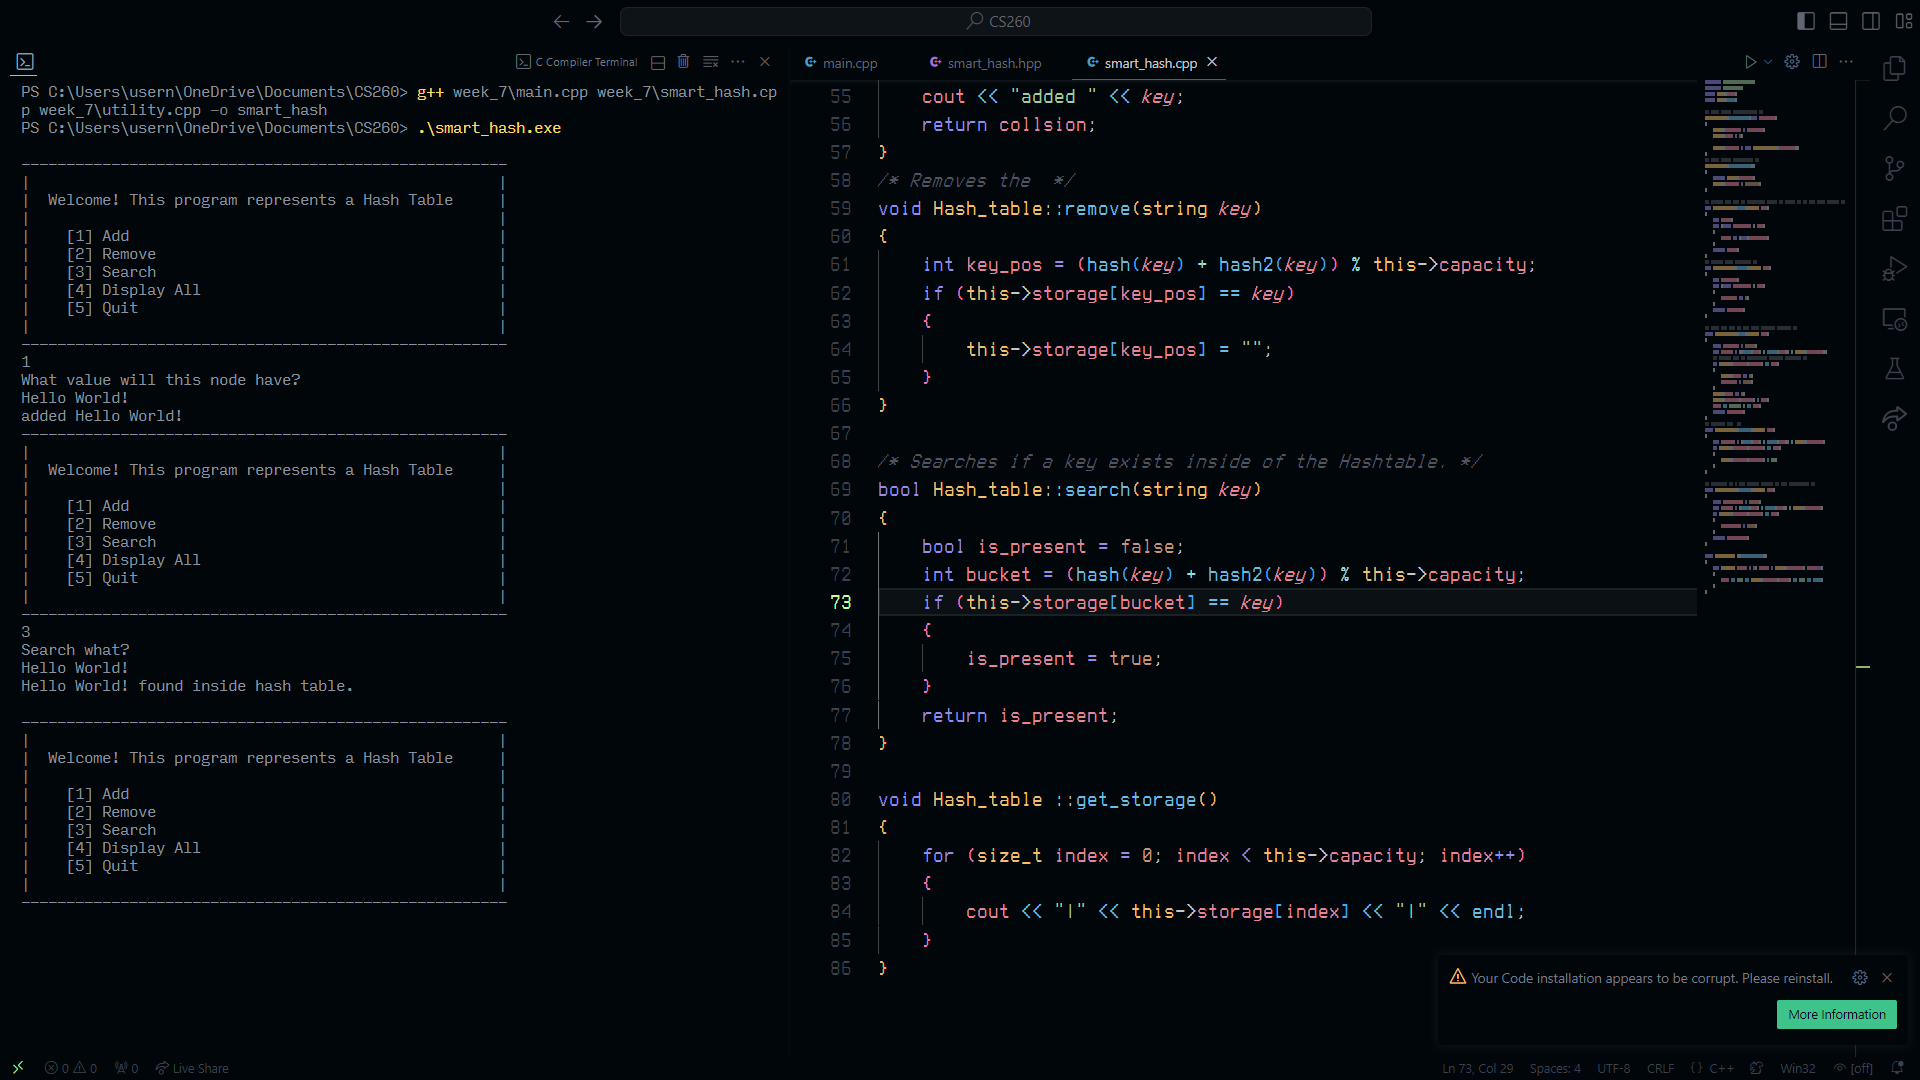 CS260
C Compiler Terminal
PS C:\Users\usern\OneDrive\Documents\CS260> g++ week_7\main.cpp week_7\smart_hash.cp
p week_7\utility.cpp -o smart_hash
PS C:\Users\usern\OneDrive\Documents\CS260> .\smart_hash.exe
------------------------------------------------------
|                                                    |
|  Welcome! This program represents a Hash Table     |
|                                                    |
|    [1] Add                                         |
|    [2] Remove                                      |
|    [3] Search                                      |
|    [4] Display All                                 |
|    [5] Quit                                        |
|                                                    |
------------------------------------------------------
1
What value will this node have?
Hello World!
added Hello World!
------------------------------------------------------
|                                                    |
|  Welcome! This program represents a Hash Table     |
|                                                    |
|    [1] Add                                         |
|    [2] Remove                                      |
|    [3] Search                                      |
|    [4] Display All                                 |
|    [5] Quit                                        |
|                                                    |
------------------------------------------------------
3
Search what?
Hello World!
Hello World! found inside hash table.
------------------------------------------------------
|                                                    |
|  Welcome! This program represents a Hash Table     |
|                                                    |
|    [1] Add                                         |
|    [2] Remove                                      |
|    [3] Search                                      |
|    [4] Display All                                 |
|    [5] Quit                                        |
|                                                    |
------------------------------------------------------
main.cpp smart_hash.hpp smart_hash.cpp
55     cout << "added " << key;
56     return collsion;
57 }
58 /* Removes the  */
59 void Hash_table::remove(string key)
60 {
61     int key_pos = (hash(key) + hash2(key)) % this->capacity;
62     if (this->storage[key_pos] == key)
63     {
64         this->storage[key_pos] = "";
65     }
66 }
67
68 /* Searches if a key exists inside of the Hashtable. */
69 bool Hash_table::search(string key)
70 {
71     bool is_present = false;
72     int bucket = (hash(key) + hash2(key)) % this->capacity;
73     if (this->storage[bucket] == key)
74     {
75         is_present = true;
76     }
77     return is_present;
78 }
79
80 void Hash_table ::get_storage()
81 {
82     for (size_t index = 0; index < this->capacity; index++)
83     {
84         cout << "|" << this->storage[index] << "|" << endl;
85     }
86 }
Your Code installation appears to be corrupt. Please reinstall.
More Information
0 0 0 Live Share
Ln 73, Col 29 Spaces: 4 UTF-8 CRLF {} C++ Win32 [off]